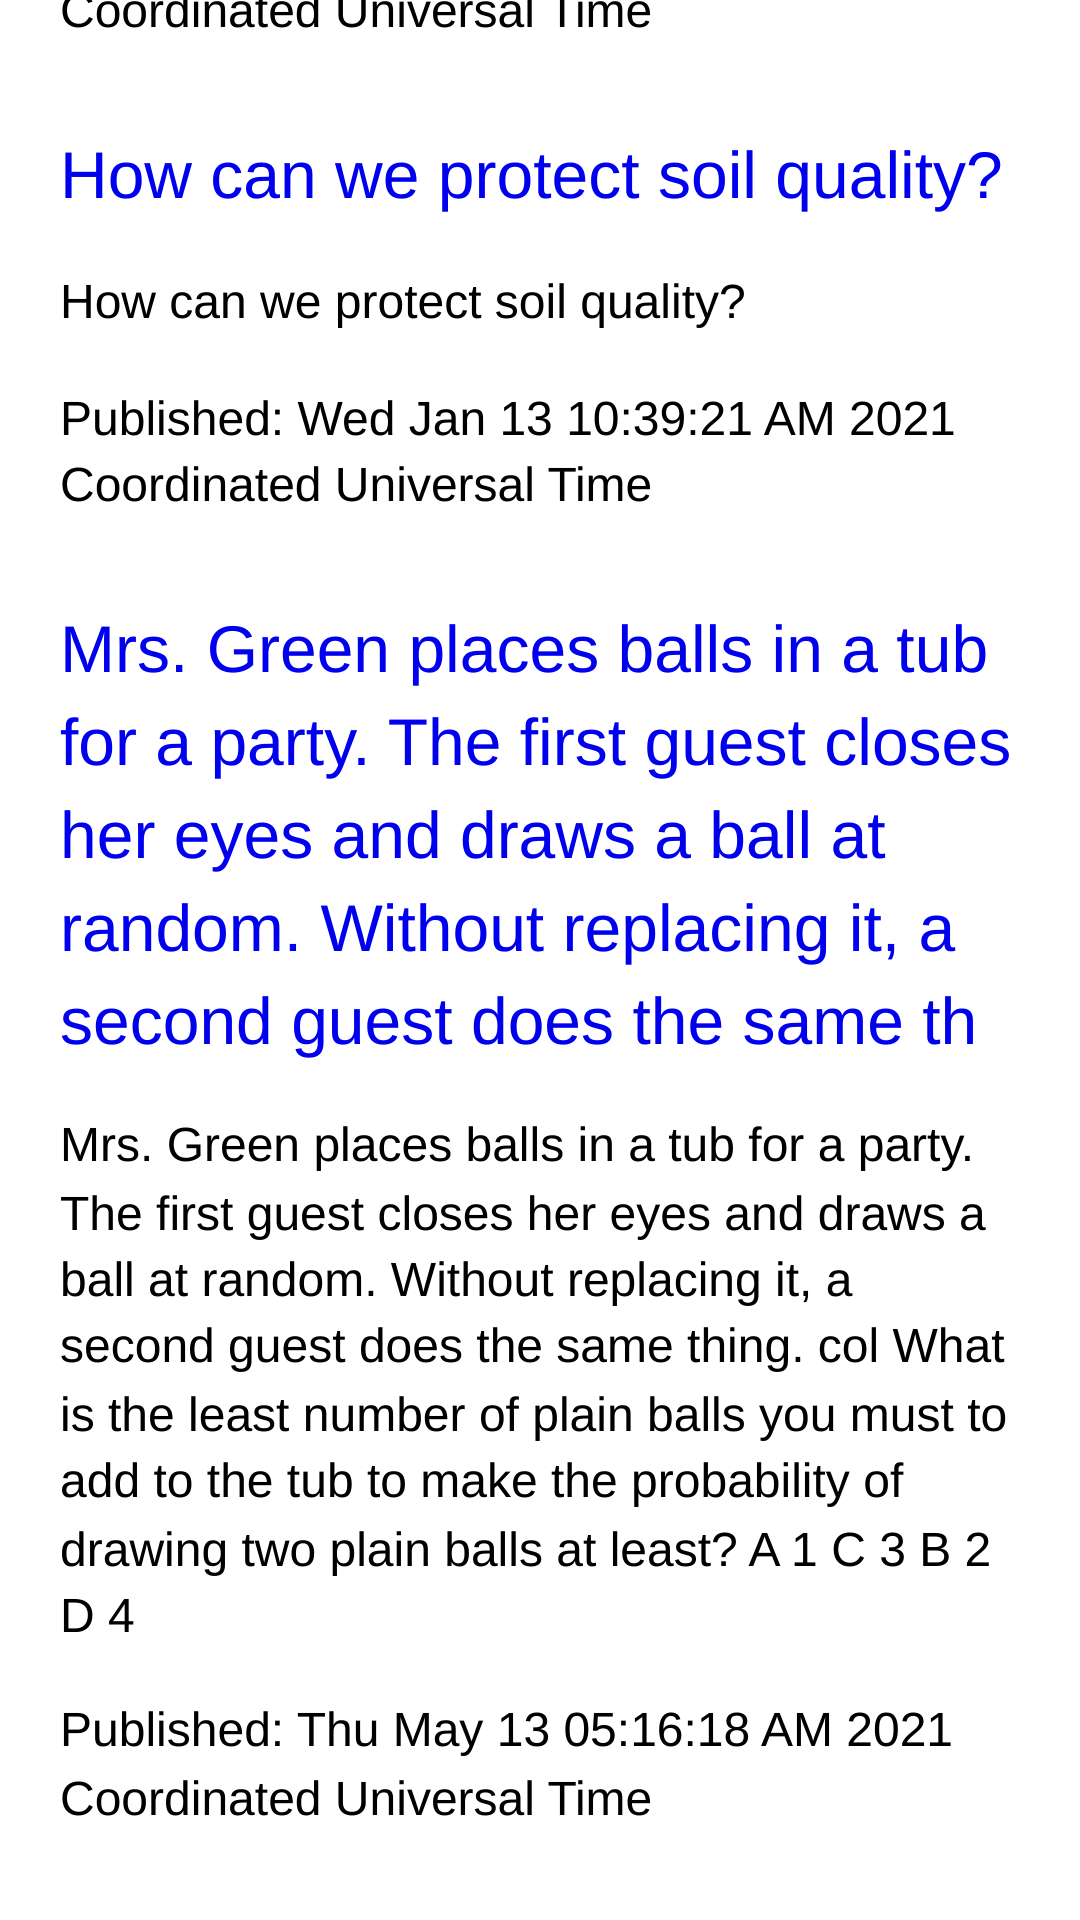 Coordinated Universal Time
How can we protect soil quality?
How can we protect soil quality?
Published: Wed Jan 13 10:39:21 AM 2021
Coordinated Universal Time
Mrs. Green places balls in a tub
for a party. The first guest closes
her eyes and draws a ball at
random. Without replacing it, a
second guest does the same th
Mrs. Green places balls in a tub for a party.
The first guest closes her eyes and draws a
ball at random. Without replacing it, a
second guest does the same thing. col What
is the least number of plain balls you must to
add to the tub to make the probability of
drawing two plain balls at least? A 1 C 3 B 2
D 4
Published: Thu May 13 05:16:18 AM 2021
Coordinated Universal Time